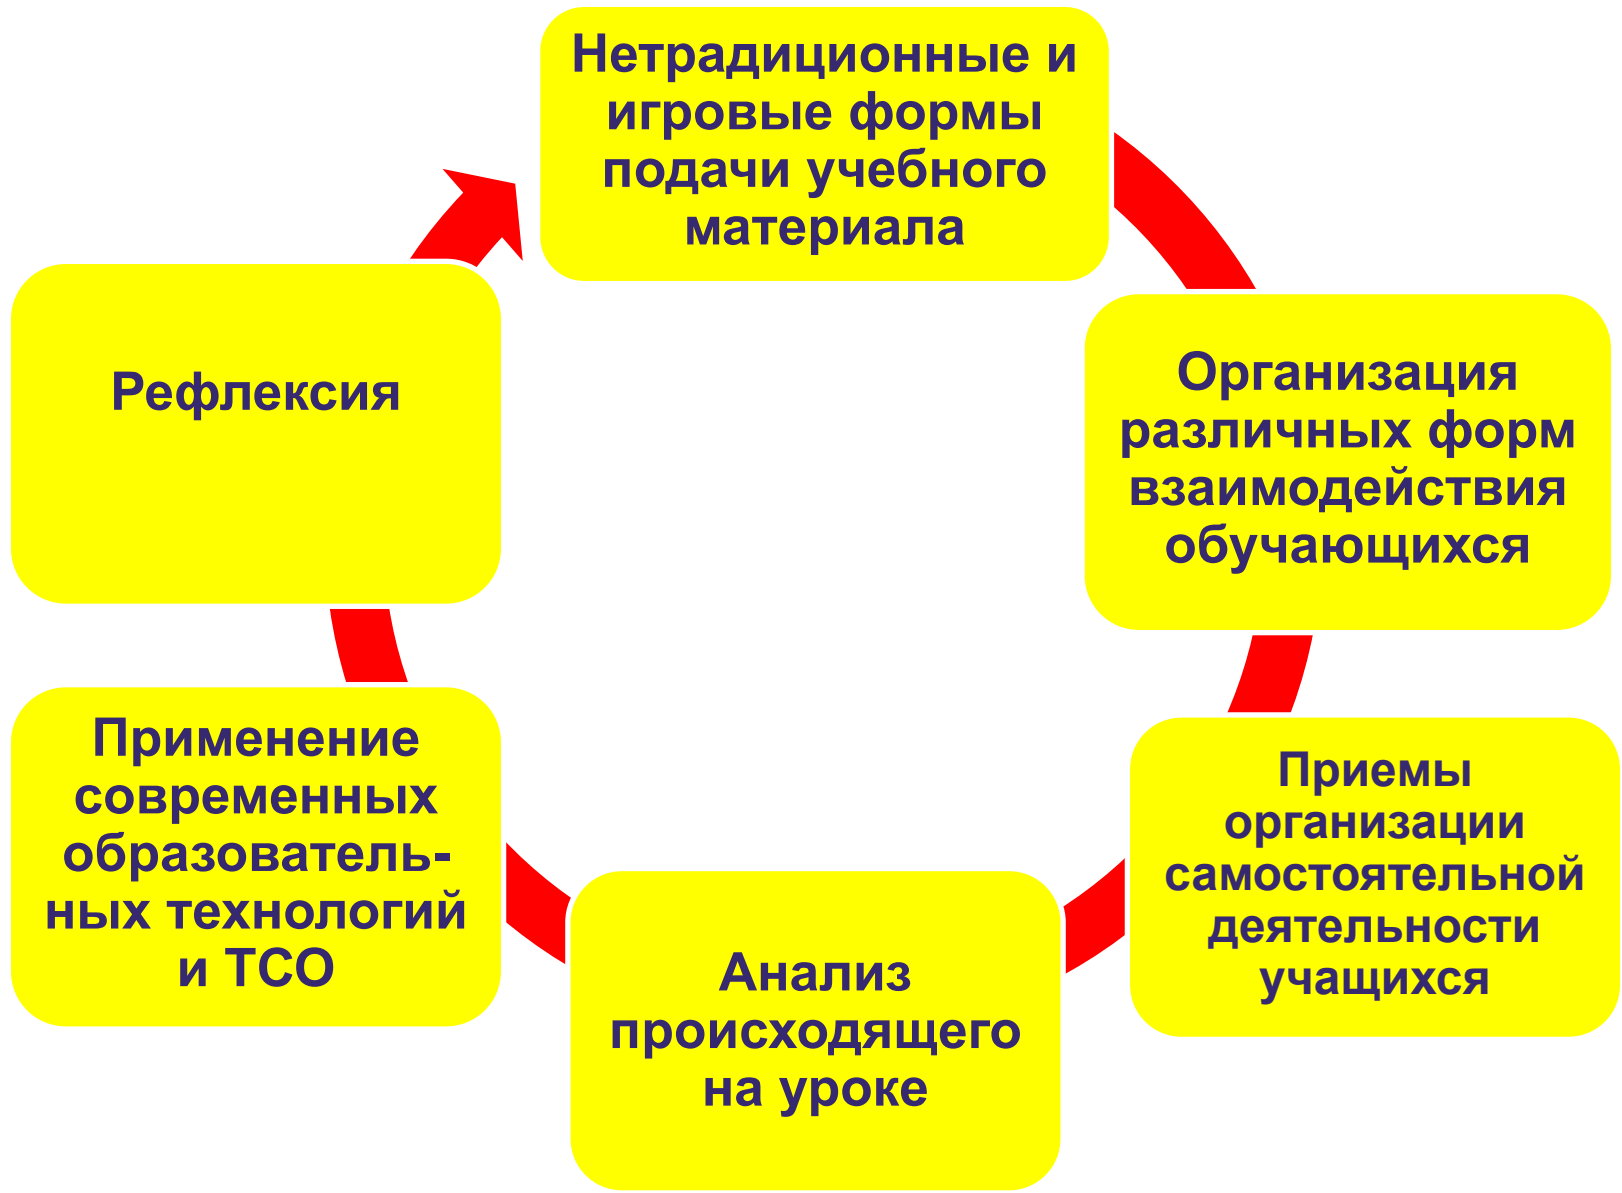 Нетрадиционные и
игровые формы
подачи учебного
материала
Организация
различных форм
взаимодействия
обучающихся
Приемы
организации
самостоятельной
деятельности
учащихся
Анализ
происходящего
на уроке
Применение
современных
образователь-
ных технологий
и ТСО
Рефлексия